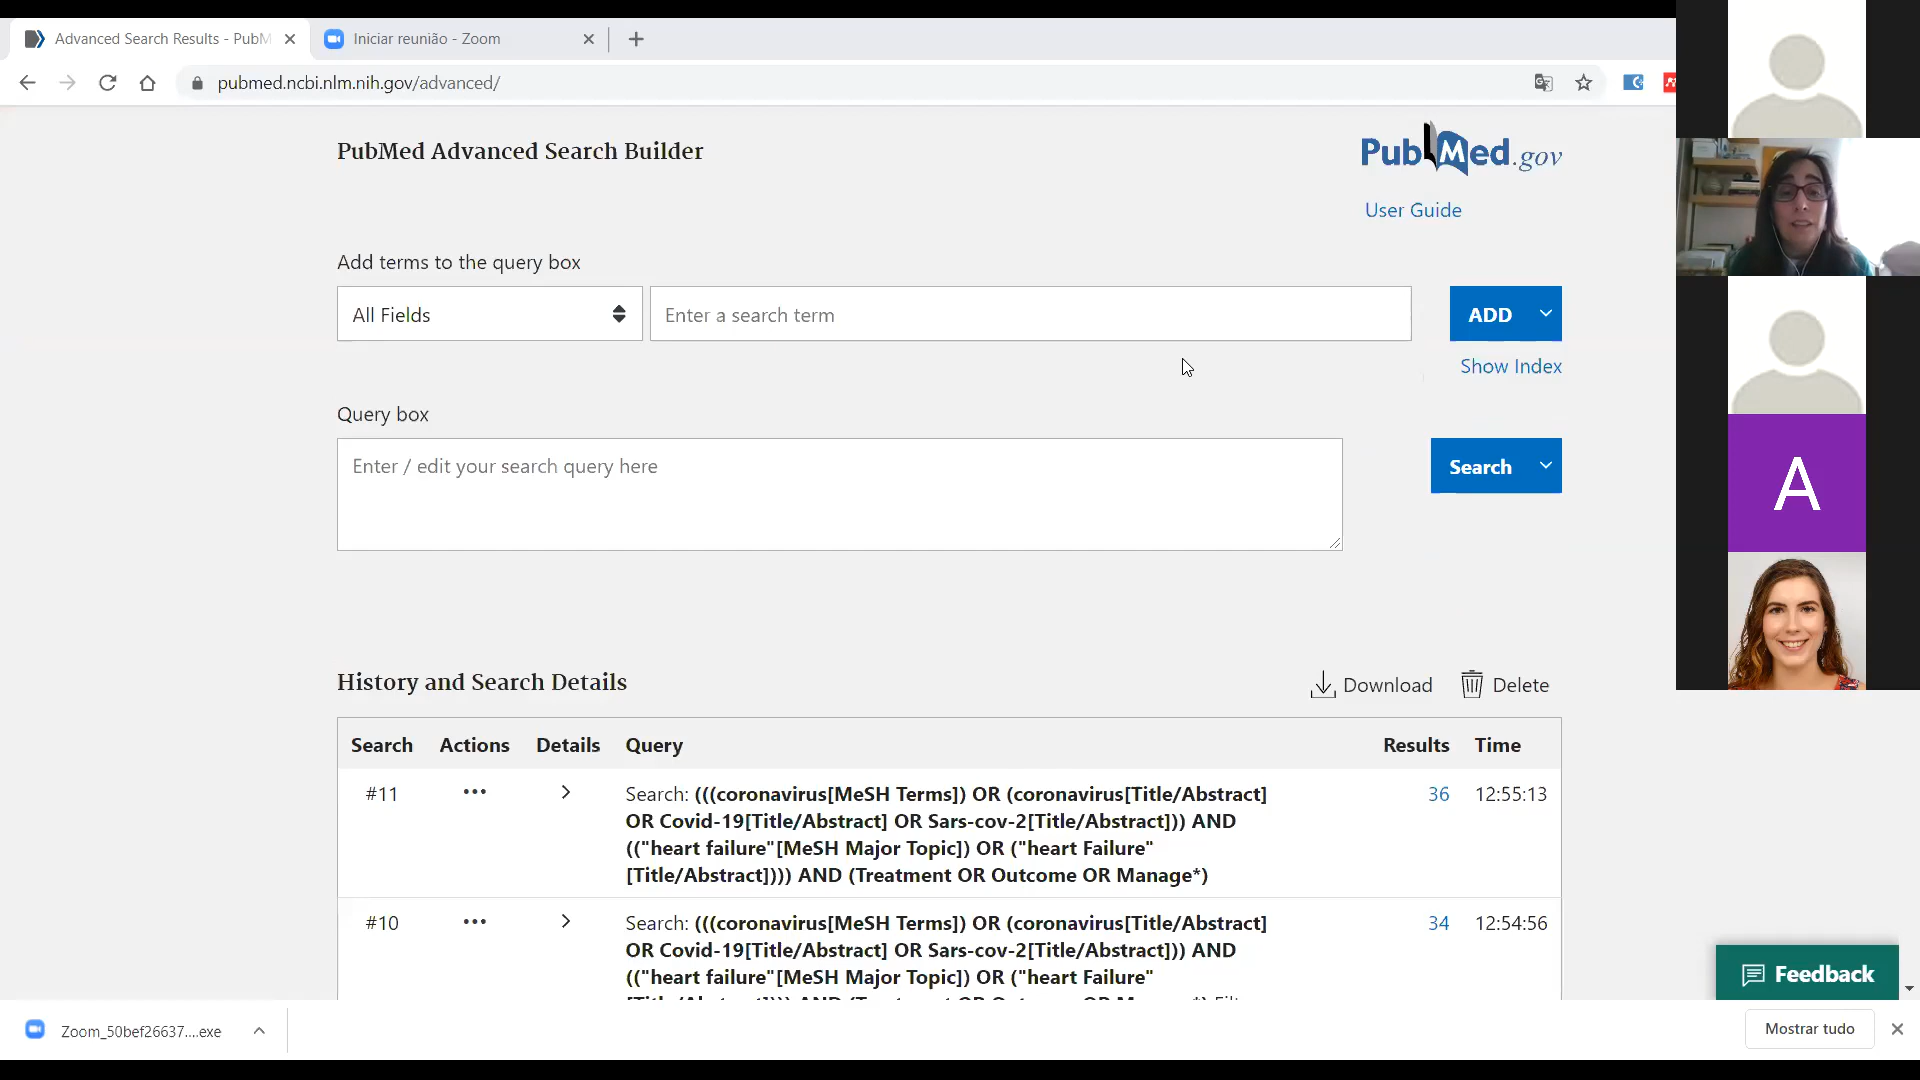 Advanced Search Results - PubM
Iniciar reunião - Zoom
pubmed.ncbi.nlm.nih.gov/advanced/
PubMed Advanced Search Builder
PubMed.gov
User Guide
Add terms to the query box
All Fields
Enter a search term
ADD
Show Index
Query box
Enter / edit your search query here
Search
History and Search Details
Download
Delete
Search Actions Details Query Results Time
#11 Search: (((coronavirus[MeSH Terms]) OR (coronavirus[Title/Abstract] 36 12:55:13
OR Covid-19[Title/Abstract] OR Sars-cov-2[Title/Abstract])) AND
(("heart failure"[MeSH Major Topic]) OR ("heart Failure"
[Title/Abstract]))) AND (Treatment OR Outcome OR Manage*)
#10 Search: (((coronavirus[MeSH Terms]) OR (coronavirus[Title/Abstract] 34 12:54:56
OR Covid-19[Title/Abstract] OR Sars-cov-2[Title/Abstract])) AND
(("heart failure"[MeSH Major Topic]) OR ("heart Failure"
A
Feedback
Zoom_50bef26637....exe
Mostrar tudo